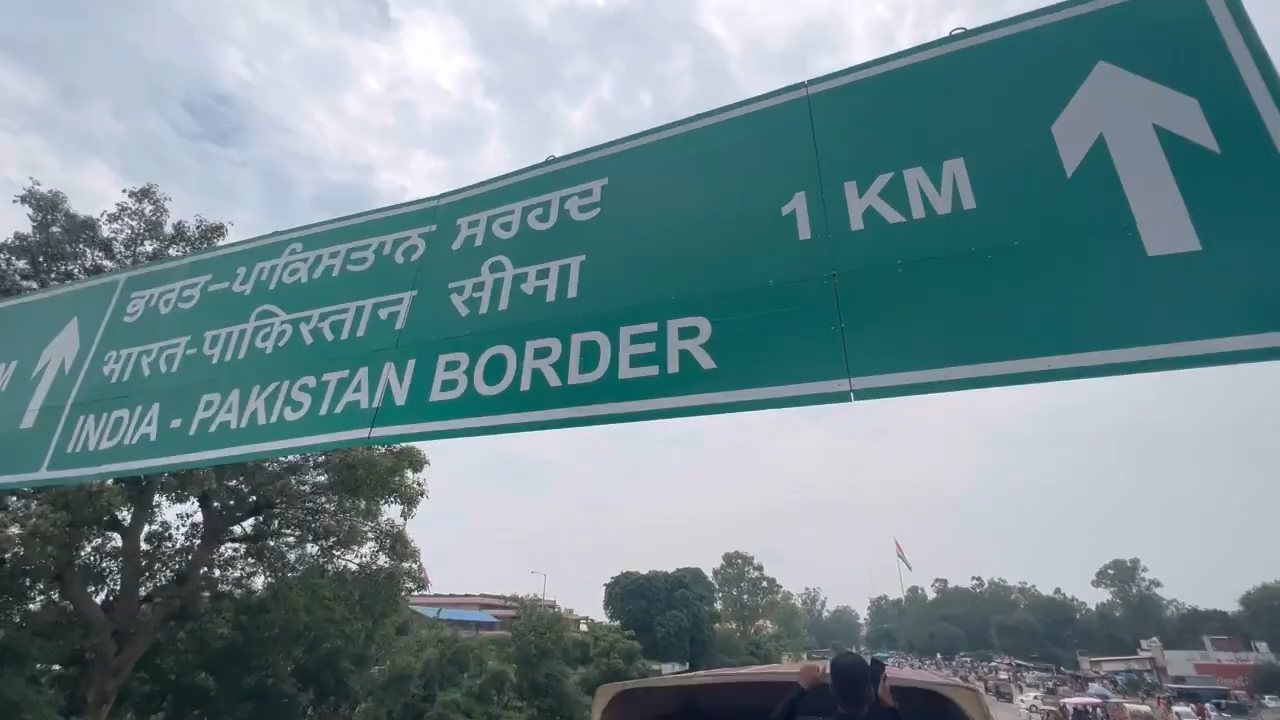 ਭਾਰਤ-ਪਾਕਿਸਤਾਨ ਸਰਹਦ
भारत-पाकिस्तान सीमा
INDIA - PAKISTAN BORDER
1 KM
M